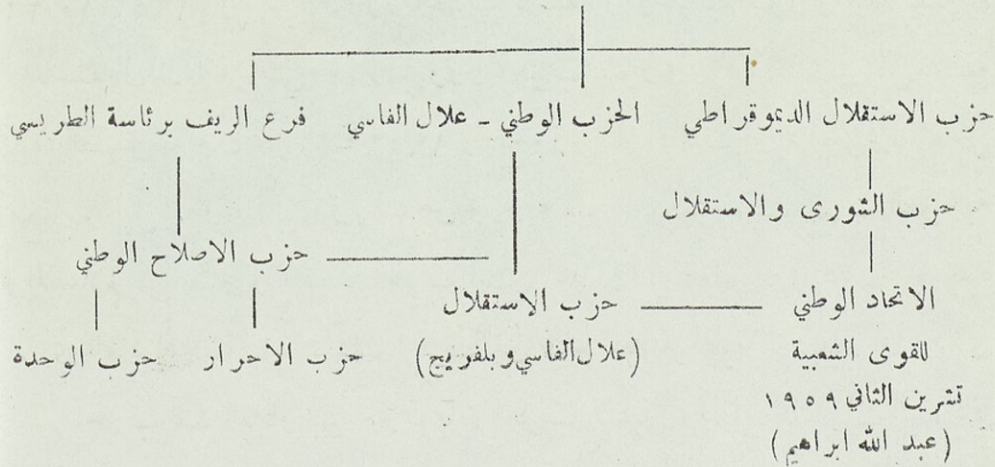 حزب الاستقلال الديموقراطي
الحزب الوطني - علال الفاسي
فرع الريف برئاسة الطريسي
حزب الشورى والاستقلال
حزب الاصلاح الوطني
الاتحاد الوطني
للقوى الشعبية
تشرين الثاني ١٩٥٩
(عبد الله ابراهيم)
حزب الاستقلال
(علال الفاسي وبلفريج)
حزب الاحرار
حزب الوحدة